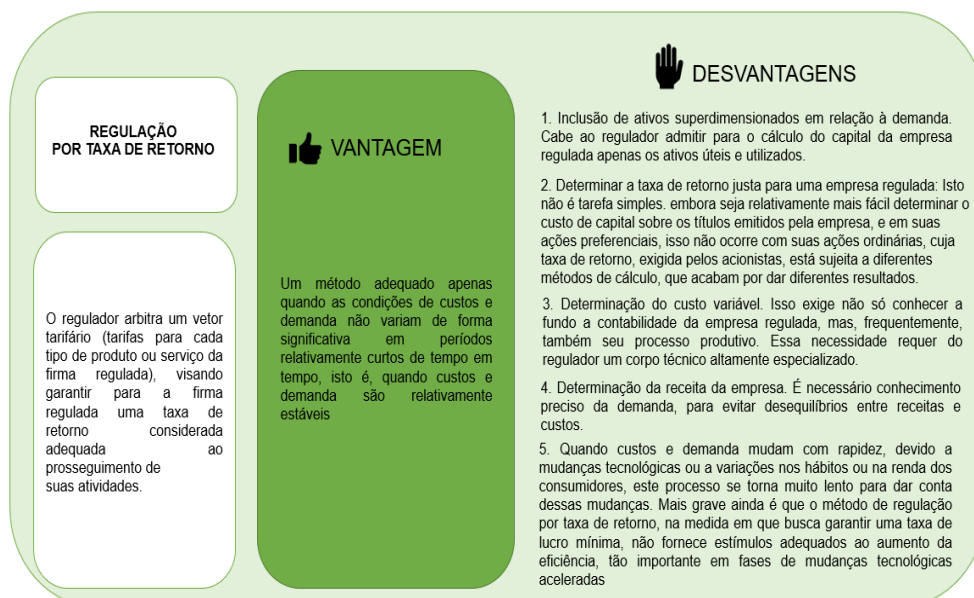 REGULAÇÃO
POR TAXA DE RETORNO
O regulador arbitra um vetor
tarifário (tarifas para cada
tipo de produto ou serviço da
firma regulada), visando
garantir para a firma
regulada uma taxa de
retorno considerada
adequada ao
prosseguimento de
suas atividades.
VANTAGEM
Um método adequado apenas
quando as condições de custos e
demanda não variam de forma
significativa em períodos
relativamente curtos de tempo em
tempo, isto é, quando custos e
demanda são relativamente
estáveis
DESVANTAGENS
1. Inclusão de ativos superdimensionados em relação à demanda.
Cabe ao regulador admitir para o cálculo do capital da empresa
regulada apenas os ativos úteis e utilizados.
2. Determinar a taxa de retorno justa para uma empresa regulada: Isto
não é tarefa simples. embora seja relativamente mais fácil determinar o
custo de capital sobre os títulos emitidos pela empresa, e em suas
ações preferenciais, isso não ocorre com suas ações ordinárias, cuja
taxa de retorno, exigida pelos acionistas, está sujeita a diferentes
métodos de cálculo, que acabam por dar diferentes resultados.
3. Determinação do custo variável. Isso exige não só conhecer a
fundo a contabilidade da empresa regulada, mas, frequentemente,
também seu processo produtivo. Essa necessidade requer do
regulador um corpo técnico altamente especializado.
4. Determinação da receita da empresa. É necessário conhecimento
preciso da demanda, para evitar desequilíbrios entre receitas e
custos.
5. Quando custos e demanda mudam com rapidez, devido a
mudanças tecnológicas ou a variações nos hábitos ou na renda dos
consumidores, este processo se torna muito lento para dar conta
dessas mudanças. Mais grave ainda é que o método de regulação
por taxa de retorno, na medida em que busca garantir uma taxa de
lucro mínima, não fornece estímulos adequados ao aumento da
eficiência, tão importante em fases de mudanças tecnológicas
aceleradas